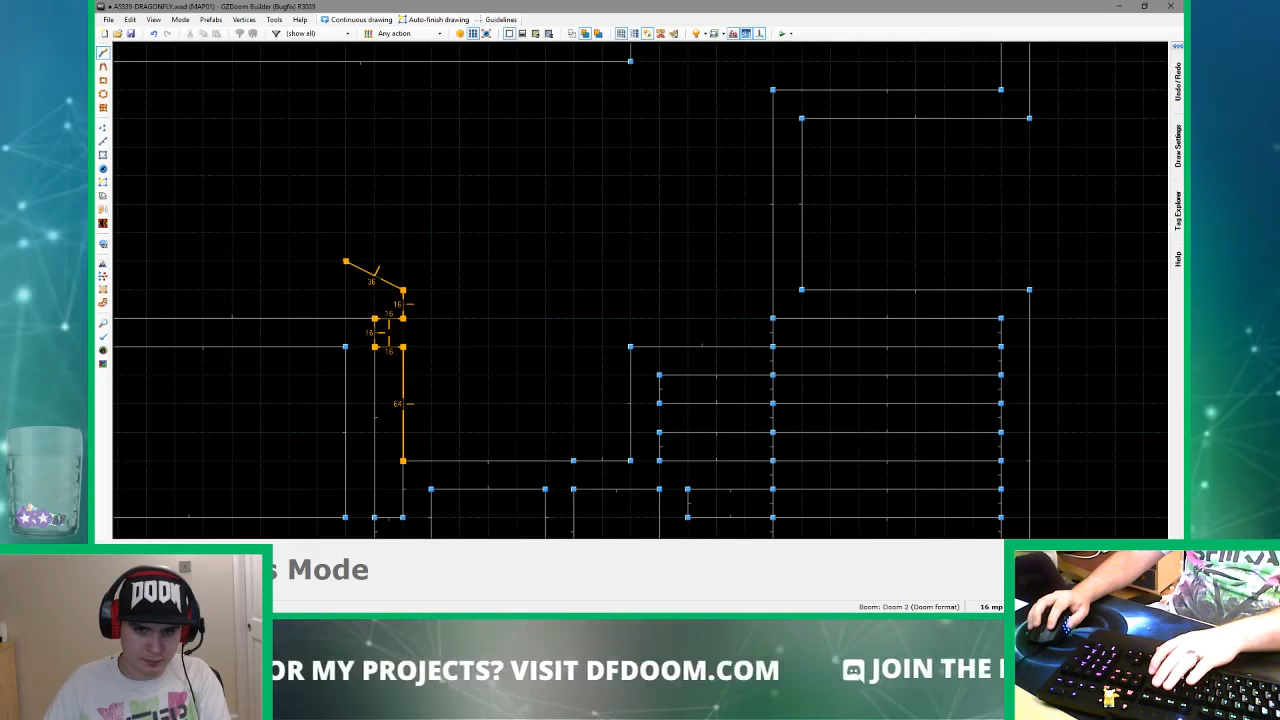 ASS39-DRAGONFLY.wad (MAP01) - GZDoom Builder (Bugfix) R3039
File Edit View Mode Prefabs Vertices Tools Help Continuous drawing Auto-finish drawing Guidelines
(show all) Any action
Undo / Redo
Draw Settings
Tag Explorer
Help
36
16
16
16
16
64
s Mode
Boom: Doom 2 (Doom format) 16 mp
DOOM
OR MY PROJECTS? VISIT DFDOOM.COM JOIN THE